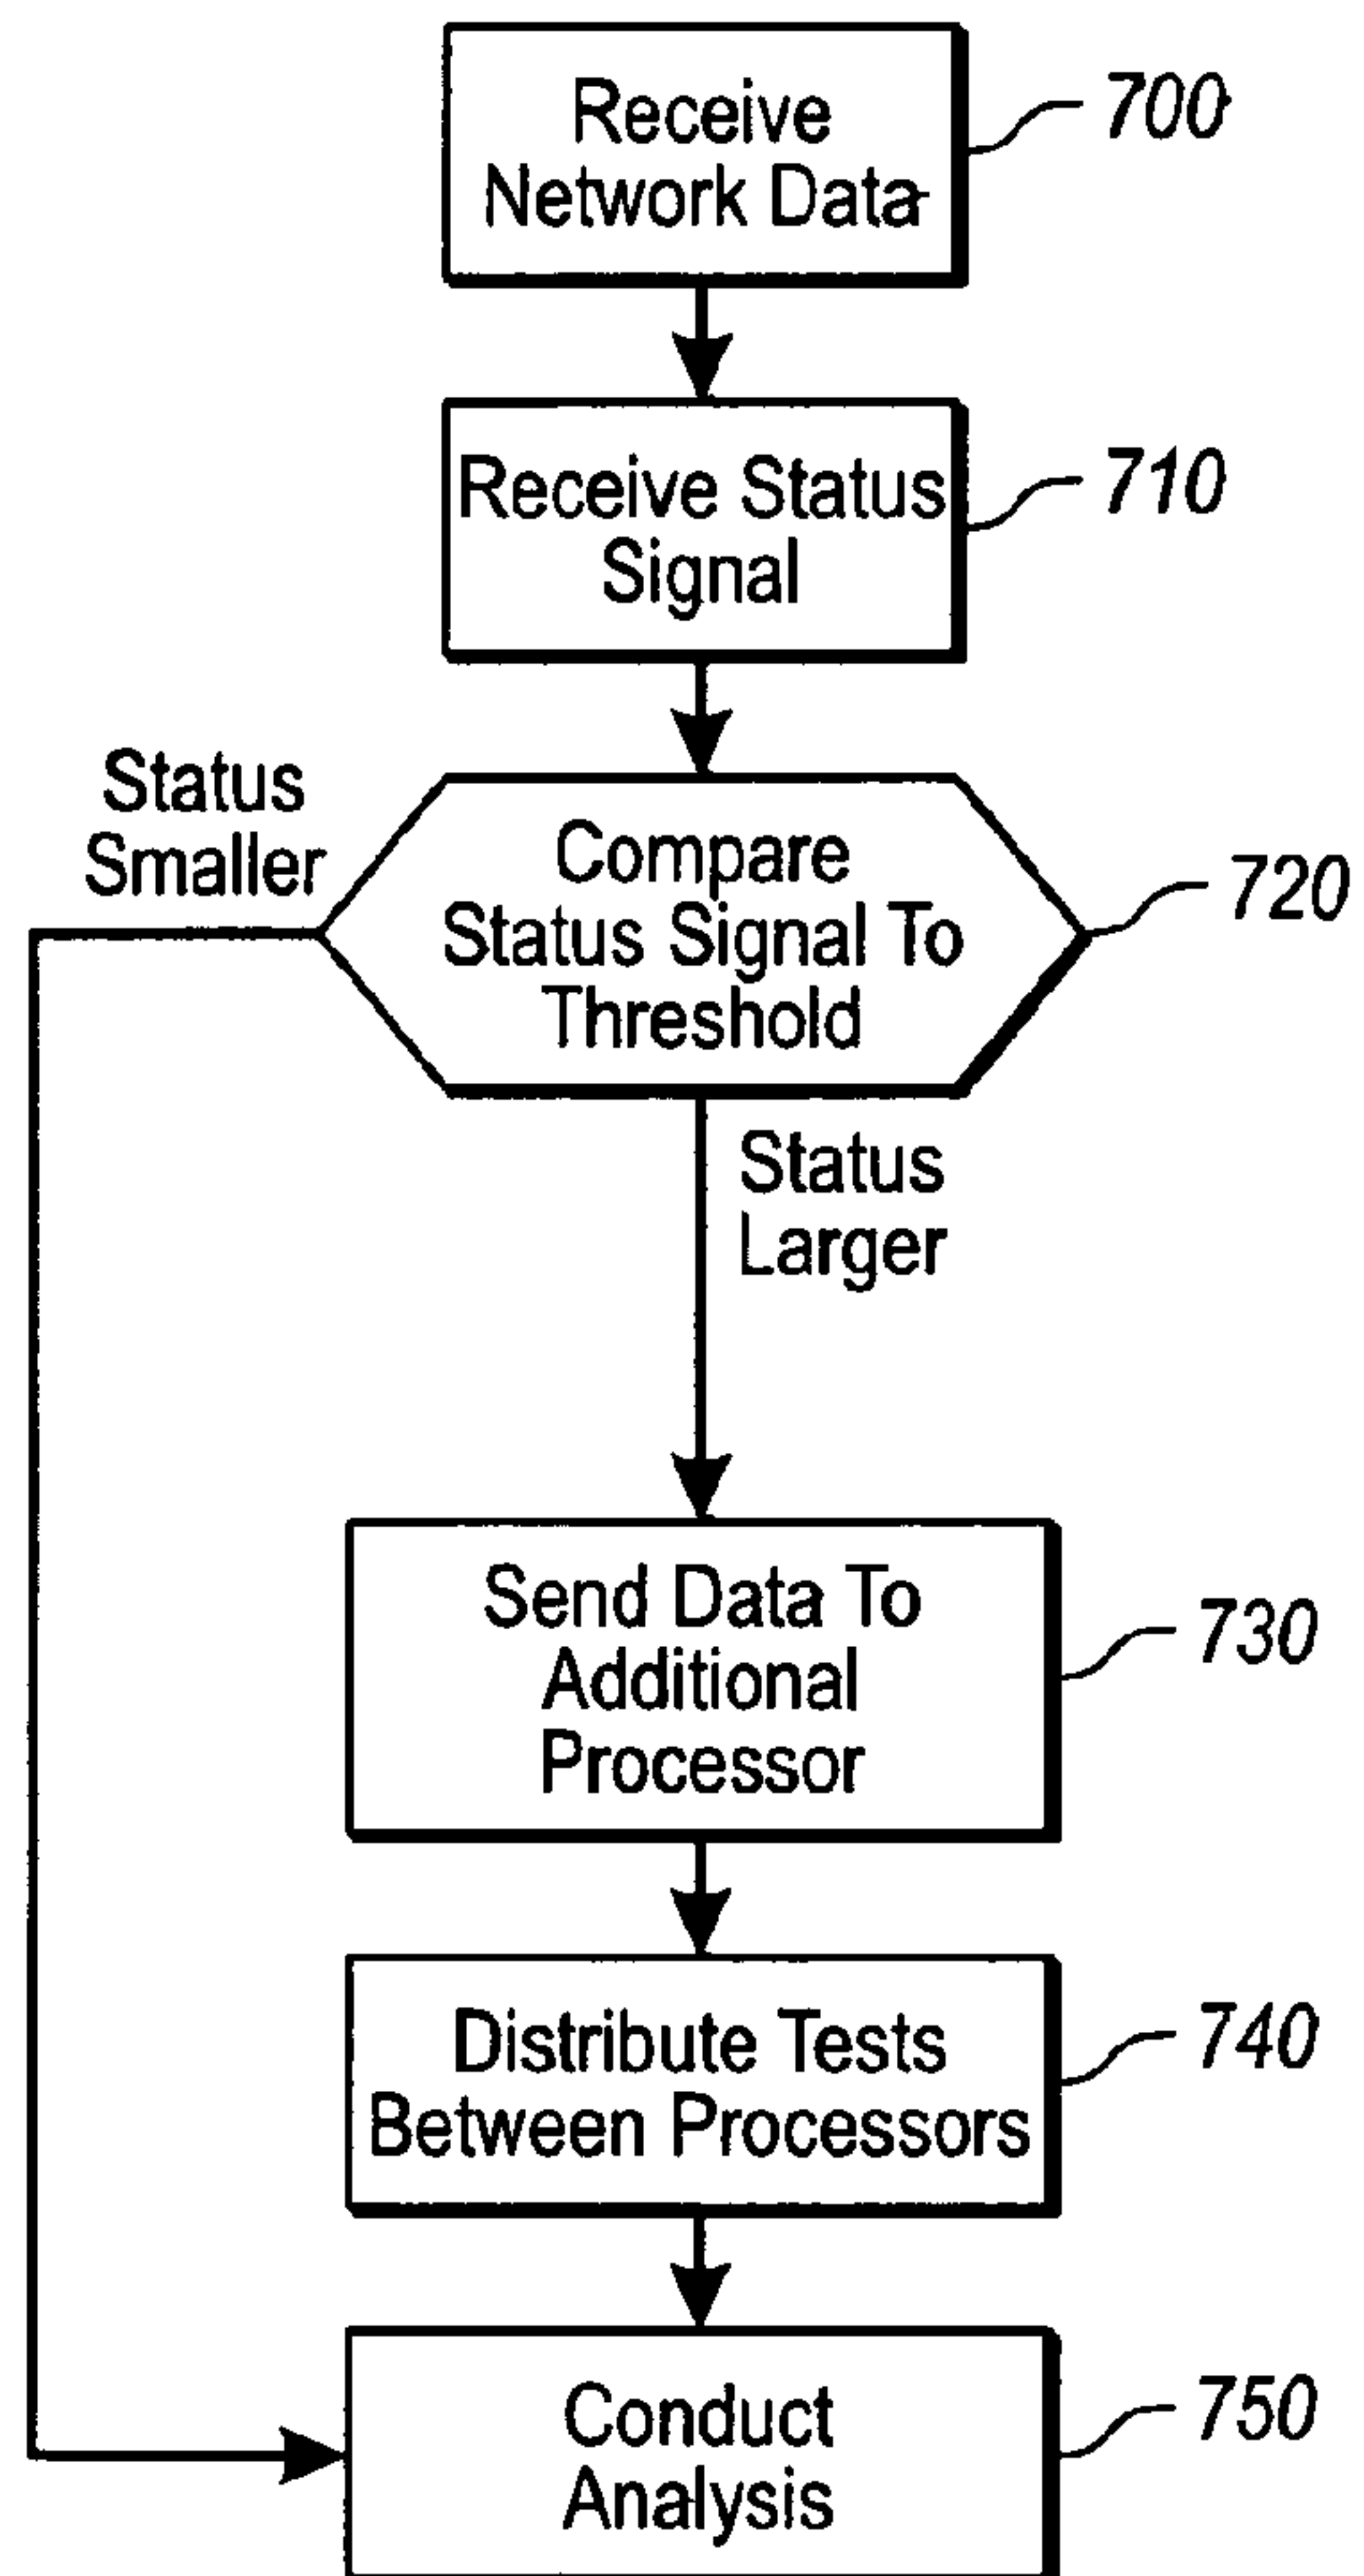 Receive
Network Data
700
Receive Status
Signal
710
Status
Smaller
Compare
Status Signal To
Threshold
720
Status
Larger
Send Data To
Additional
Processor
730
Distribute Tests
Between Processors
740
Conduct
Analysis
750